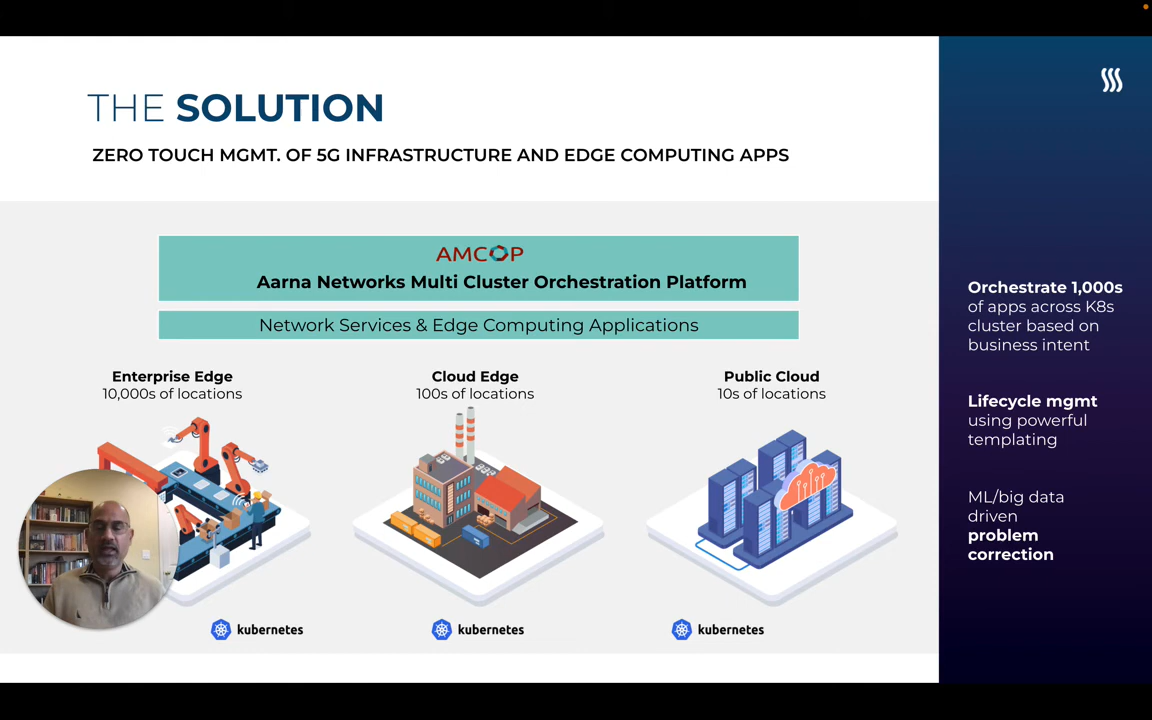 THE SOLUTION
ZERO TOUCH MGMT. OF 5G INFRASTRUCTURE AND EDGE COMPUTING APPS
AMCOP
Aarna Networks Multi Cluster Orchestration Platform
Network Services & Edge Computing Applications
Enterprise Edge
10,000s of locations
Cloud Edge
100s of locations
Public Cloud
10s of locations
kubernetes
kubernetes
kubernetes
Orchestrate 1,000s
of apps across K8s
cluster based on
business intent
Lifecycle mgmt
using powerful
templating
ML/big data
driven
problem
correction